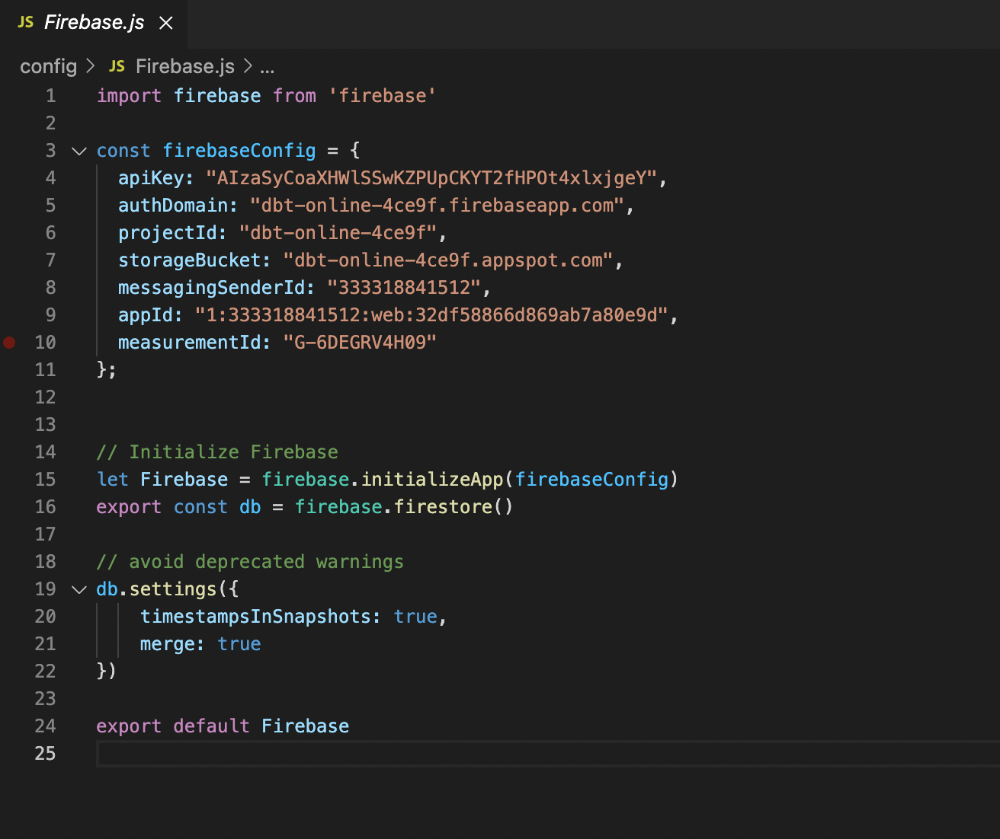 JS Firebase.js ×
config > JS Firebase.js > ...
1 import firebase from 'firebase'
2
3 const firebaseConfig = {
4 apiKey: "AIzaSyCoaXHWlSSwKZPUpCKYT2fHPOt4xlxjgeY",
5 authDomain: "dbt-online-4ce9f.firebaseapp.com",
6 projectId: "dbt-online-4ce9f",
7 storageBucket: "dbt-online-4ce9f.appspot.com",
8 messagingSenderId: "333318841512",
9 appId: "1:333318841512:web:32df58866d869ab7a80e9d",
10 measurementId: "G-6DEGRV4H09"
11 };
12
13
14 // Initialize Firebase
15 let Firebase = firebase.initializeApp(firebaseConfig)
16 export const db = firebase.firestore()
17
18 // avoid deprecated warnings
19 db.settings({
20 timestampsInSnapshots: true,
21 merge: true
22 })
23
24 export default Firebase
25